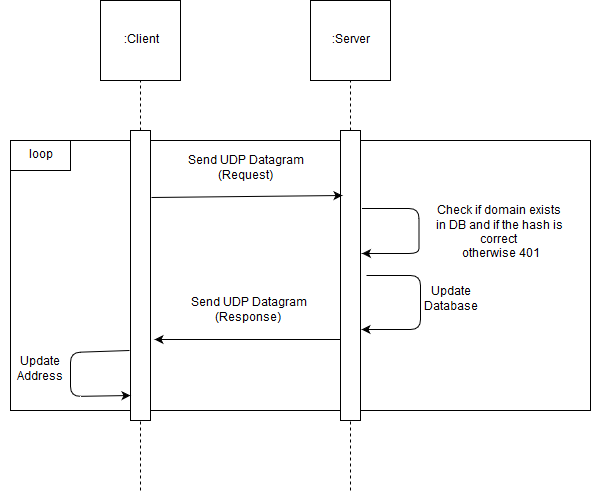 :Client
:Server
loop
Send UDP Datagram
(Request)
Check if domain exists
in DB and if the hash is
correct
otherwise 401
Update
Database
Send UDP Datagram
(Response)
Update
Address